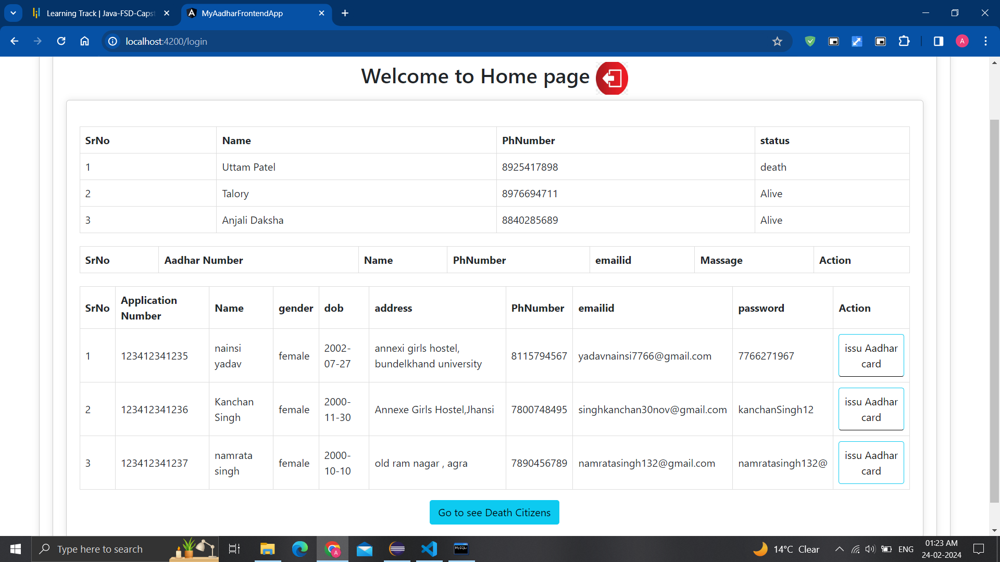 Learning Track | Java-FSD-Caps
MyAadharFrontendApp
localhost:4200/login
A
Welcome to Home page
SrNo Name PhNumber status
1 Uttam Patel 8925417898 death
2 Talory 8976694711 Alive
3 Anjali Daksha 8840285689 Alive
SrNo Aadhar Number Name PhNumber emailid Massage Action
SrNo Application Number Name gender dob address PhNumber emailid password Action
1 123412341235 nainsi yadav female 2002-07-27 annexi girls hostel, bundelkhand university 8115794567 yadavnainsi7766@gmail.com 7766271967 issu Aadhar card
2 123412341236 Kanchan Singh female 2000-11-30 Annexe Girls Hostel,Jhansi 7800748495 singhkanchan30nov@gmail.com kanchanSingh12 issu Aadhar card
3 123412341237 namrata singh female 2000-10-10 old ram nagar , agra 7890456789 namratasingh132@gmail.com namratasingh132@ issu Aadhar card
Go to see Death Citizens
Type here to search
A
MySQL
14°C Clear
ENG
01:23 AM
24-02-2024